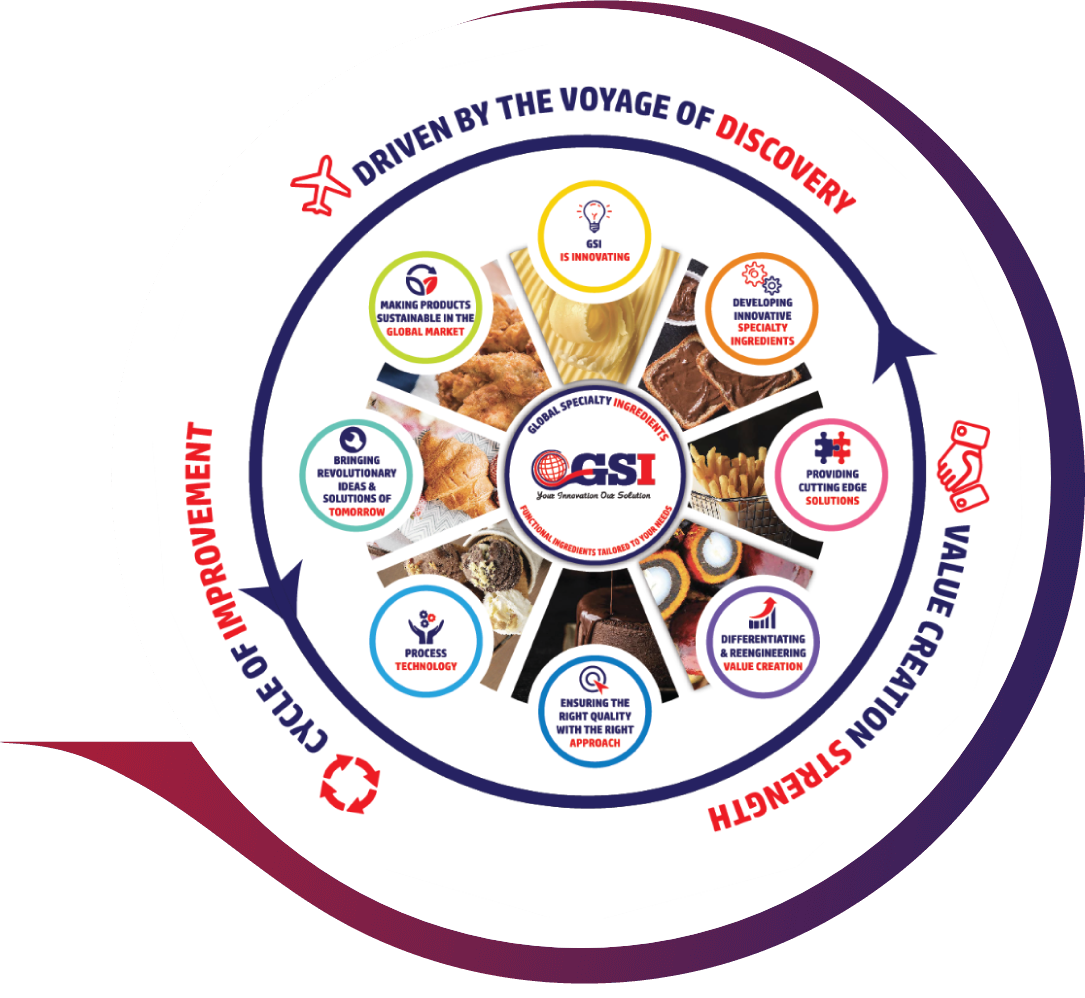 DRIVEN BY THE VOYAGE OF DISCOVERY
GSI
IS INNOVATING
DEVELOPING
INNOVATIVE
SPECIALTY
INGREDIENTS
PROVIDING
CUTTING EDGE
SOLUTIONS
DIFFERENTIATING
& REENGINEERING
VALUE CREATION
ENSURING THE
RIGHT QUALITY
WITH THE RIGHT
APPROACH
PROCESS
TECHNOLOGY
BRINGING
REVOLUTIONARY
IDEAS &
SOLUTIONS OF
TOMORROW
MAKING PRODUCTS
SUSTAINABLE IN THE
GLOBAL MARKET
GLOBAL SPECIALTY INGREDIENTS
GSI
Your Innovation Our Solution
FUNCTIONAL INGREDIENTS TAILORED TO YOUR NEEDS
VALUE CREATION STRENGTH
CYCLE OF IMPROVEMENT